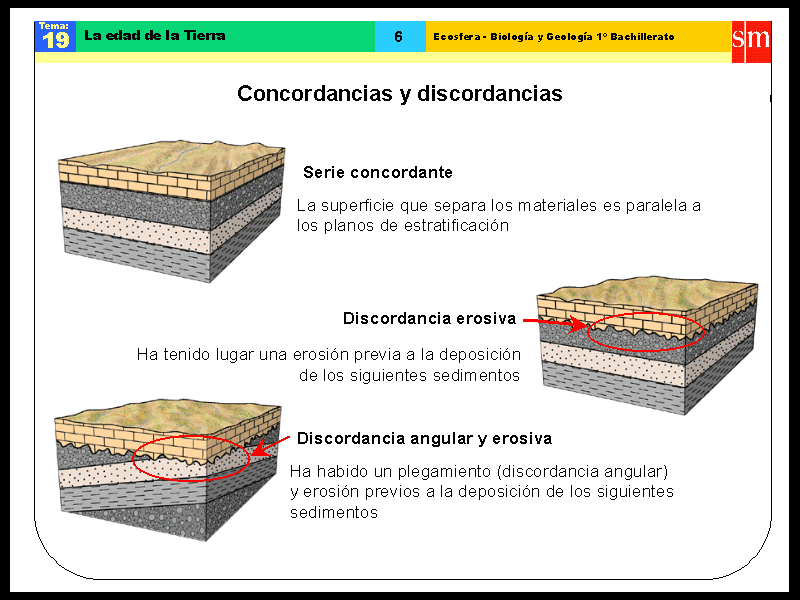 Tema:
19
La edad de la Tierra
6
Ecosfera - Biología y Geología 1º Bachillerato
sm
Concordancias y discordancias
Serie concordante
La superficie que separa los materiales es paralela a
los planos de estratificación
Discordancia erosiva
Ha tenido lugar una erosión previa a la deposición
de los siguientes sedimentos
Discordancia angular y erosiva
Ha habido un plegamiento (discordancia angular)
y erosión previos a la deposición de los siguientes
sedimentos